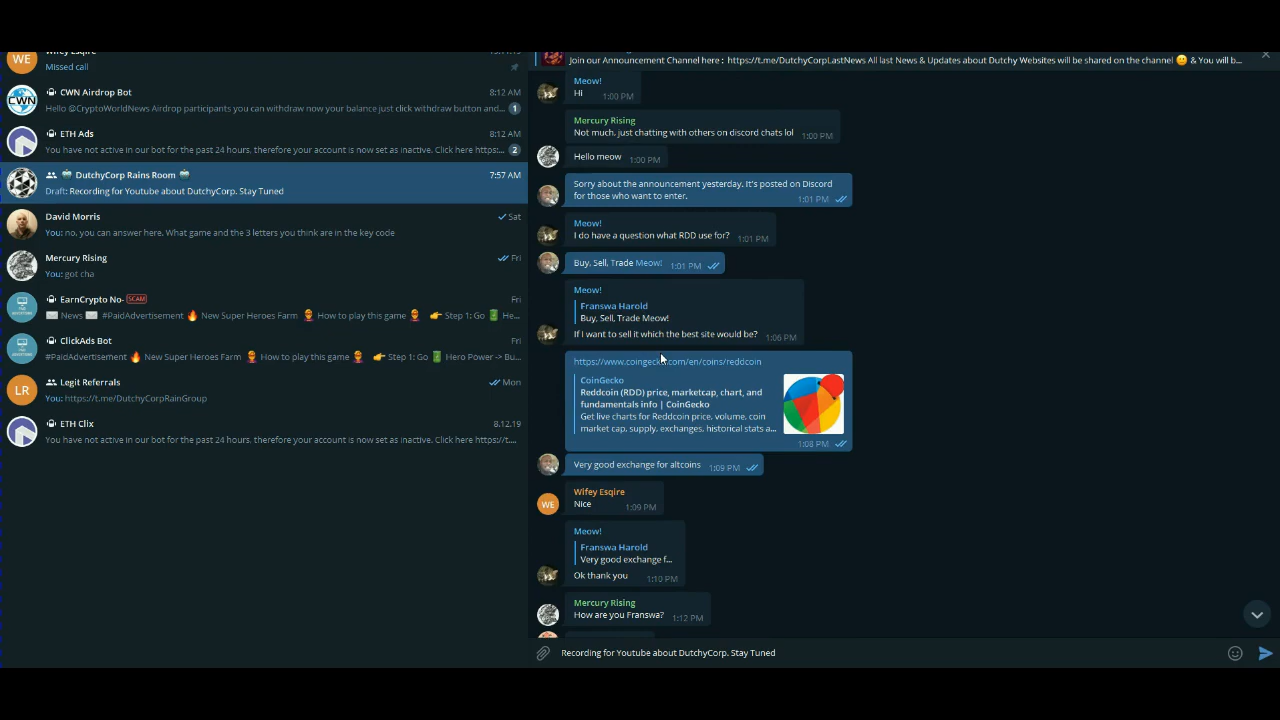 Wifey Esqire
Missed call
CWN Airdrop Bot
8:12 AM
Hello @CryptoWorldNews Airdrop participants you can withdraw now your balance just click withdraw button and...
1
ETH Ads
8:12 AM
You have not active in our bot for the past 24 hours, therefore your account is now set as inactive. Click here https:...
2
DutchyCorp Rains Room
7:57 AM
Draft: Recording for Youtube about DutchyCorp. Stay Tuned
David Morris
Sat
You: no, you can answer here. What game and the 3 letters you think are in the key code
Mercury Rising
Fri
You: got cha
EarnCrypto No- SCAM
Fri
News #PaidAdvertisement 🔥 New Super Heroes Farm How to play this game 👉 Step 1: Go He...
ClickAds Bot
Fri
#PaidAdvertisement 🔥 New Super Heroes Farm How to play this game 👉 Step 1: Go Hero Power -> Bu...
LR
Legit Referrals
Mon
You: https://t.me/DutchyCorpRainGroup
ETH Clix
8.12.19
You have not active in our bot for the past 24 hours, therefore your account is now set as inactive. Click here https://t....
Join our Announcement Channel here : https://t.me/DutchyCorpLastNews All last News & Updates about Dutchy Websites will be shared on the channel 🙂 & You will b...
Meow!
Hi 1:00 PM
Mercury Rising
Not much, just chatting with others on discord chats lol 1:00 PM
Hello meow 1:00 PM
Sorry about the announcement yesterday. It's posted on Discord
for those who want to enter. 1:01 PM
Meow!
I do have a question what RDD use for? 1:01 PM
Buy, Sell, Trade Meow! 1:01 PM
Meow!
Franswa Harold
Buy, Sell, Trade Meow!
If I want to sell it which the best site would be? 1:06 PM
https://www.coingecko.com/en/coins/reddcoin
CoinGecko
Reddcoin (RDD) price, marketcap, chart, and
fundamentals info | CoinGecko
Get live charts for Reddcoin price, volume, coin
market cap, supply, exchanges, historical stats a...
1:08 PM
Very good exchange for altcoins 1:09 PM
WE
Wifey Esqire
Nice 1:09 PM
Meow!
Franswa Harold
Very good exchange f...
Ok thank you 1:10 PM
Mercury Rising
How are you Franswa? 1:12 PM
Recording for Youtube about DutchyCorp. Stay Tuned